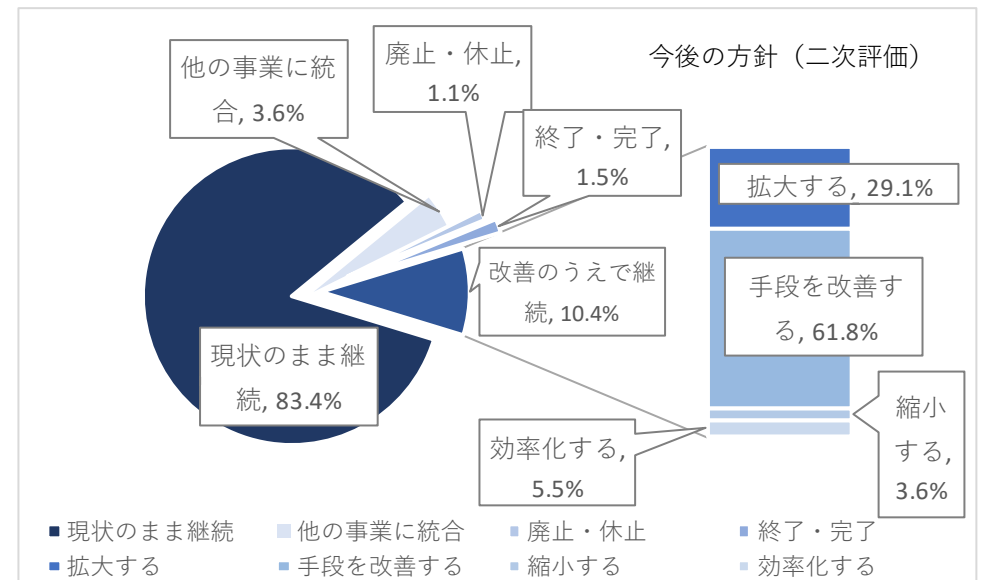 今後の方針（二次評価）
他の事業に統
合, 3.6%
廃止・休止,
1.1%
終了・完了,
1.5%
拡大する, 29.1%
改善のうえで継
続, 10.4%
手段を改善す
る, 61.8%
現状のまま継
続, 83.4%
効率化する,
5.5%
縮小
する,
3.6%
現状のまま継続
他の事業に統合
廃止・休止
終了・完了
拡大する
手段を改善する
縮小する
効率化する